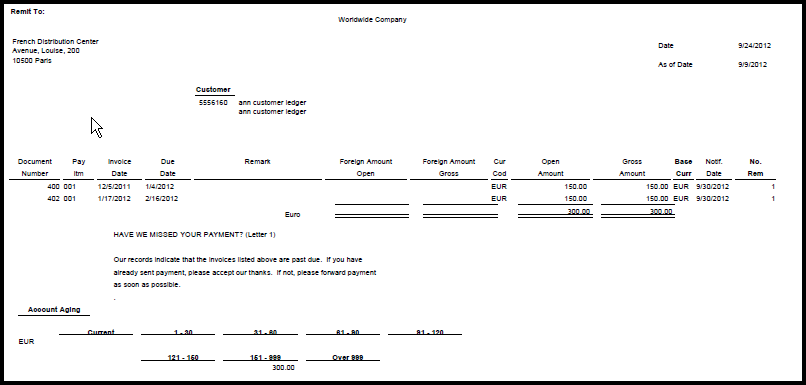 Remit To:
Worldwide Company
French Distribution Center
Avenue, Louise, 200
10500 Paris
Date 9/24/2012
As of Date 9/9/2012
Customer
5556160 ann customer ledger
ann customer ledger
Document Pay Invoice Due Remark Foreign Amount Foreign Amount Cur Open Gross Base Notif. No.
Number Itm Date Date Open Gross Cod Amount Amount Curr Date Rem
400 001 12/5/2011 1/4/2012 EUR 150.00 150.00 EUR 9/30/2012 1
402 001 1/17/2012 2/16/2012 EUR 150.00 150.00 EUR 9/30/2012 1
Euro 300.00 300.00
HAVE WE MISSED YOUR PAYMENT? (Letter 1)
Our records indicate that the invoices listed above are past due. If you have
already sent payment, please accept our thanks. If not, please forward payment
as soon as possible.
.
Account Aging
Current 1 - 30 31 - 60 61 - 90 91 - 120
EUR
121 - 150 151 - 999 Over 999
300.00